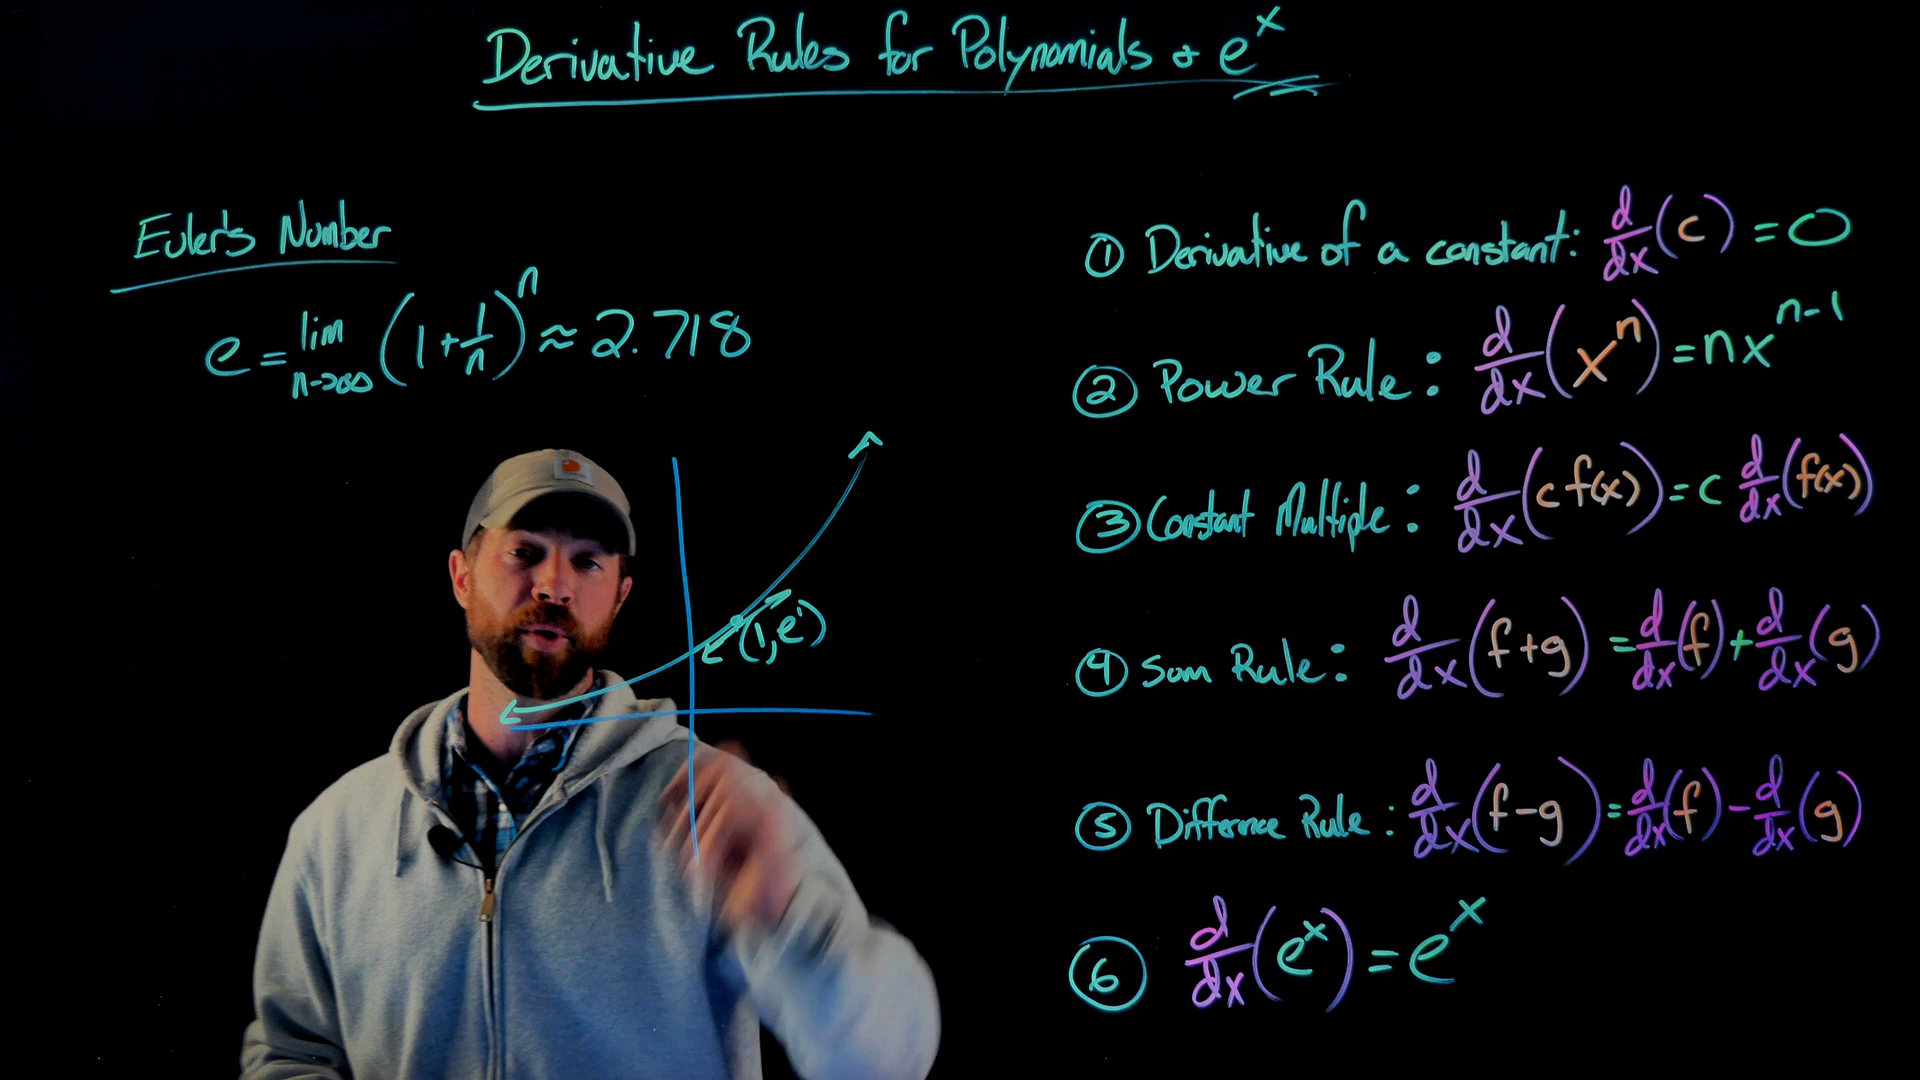 Derivative Rules for Polynomials & e^x
Euler's Number
e = lim n→∞ (1 + 1/n)^n ≈ 2.718
(1, e¹)
① Derivative of a constant: d/dx (c) = 0
② Power Rule: d/dx (x^n) = nx^(n-1)
③ Constant Multiple: d/dx (c f(x)) = c d/dx (f(x))
④ Sum Rule: d/dx (f+g) = d/dx (f) + d/dx (g)
⑤ Difference Rule: d/dx (f-g) = d/dx (f) - d/dx (g)
⑥ d/dx (e^x) = e^x